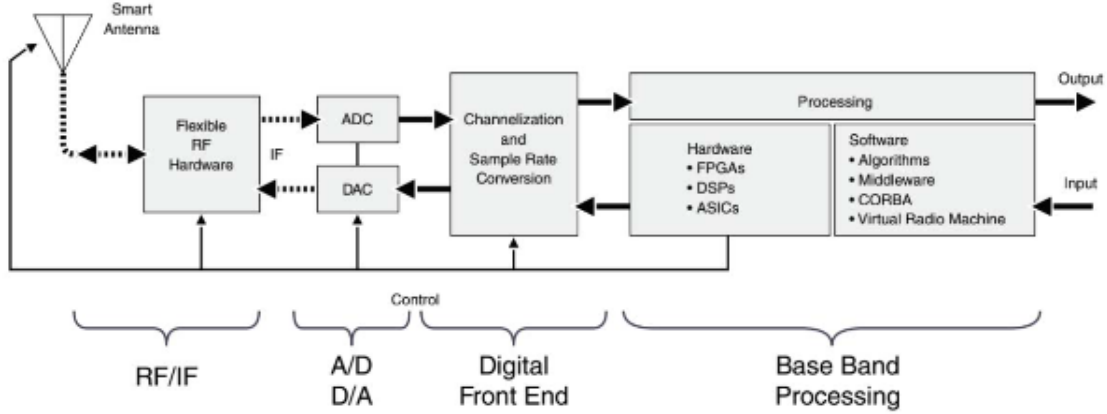 Smart
Antenna
Flexible
RF
Hardware
IF
ADC
DAC
Channelization
and
Sample Rate
Conversion
Processing
Hardware
• FPGAs
• DSPs
• ASICs
Software
• Algorithms
• Middleware
• CORBA
• Virtual Radio Machine
Output
Input
Control
RF/IF
A/D
D/A
Digital
Front End
Base Band
Processing